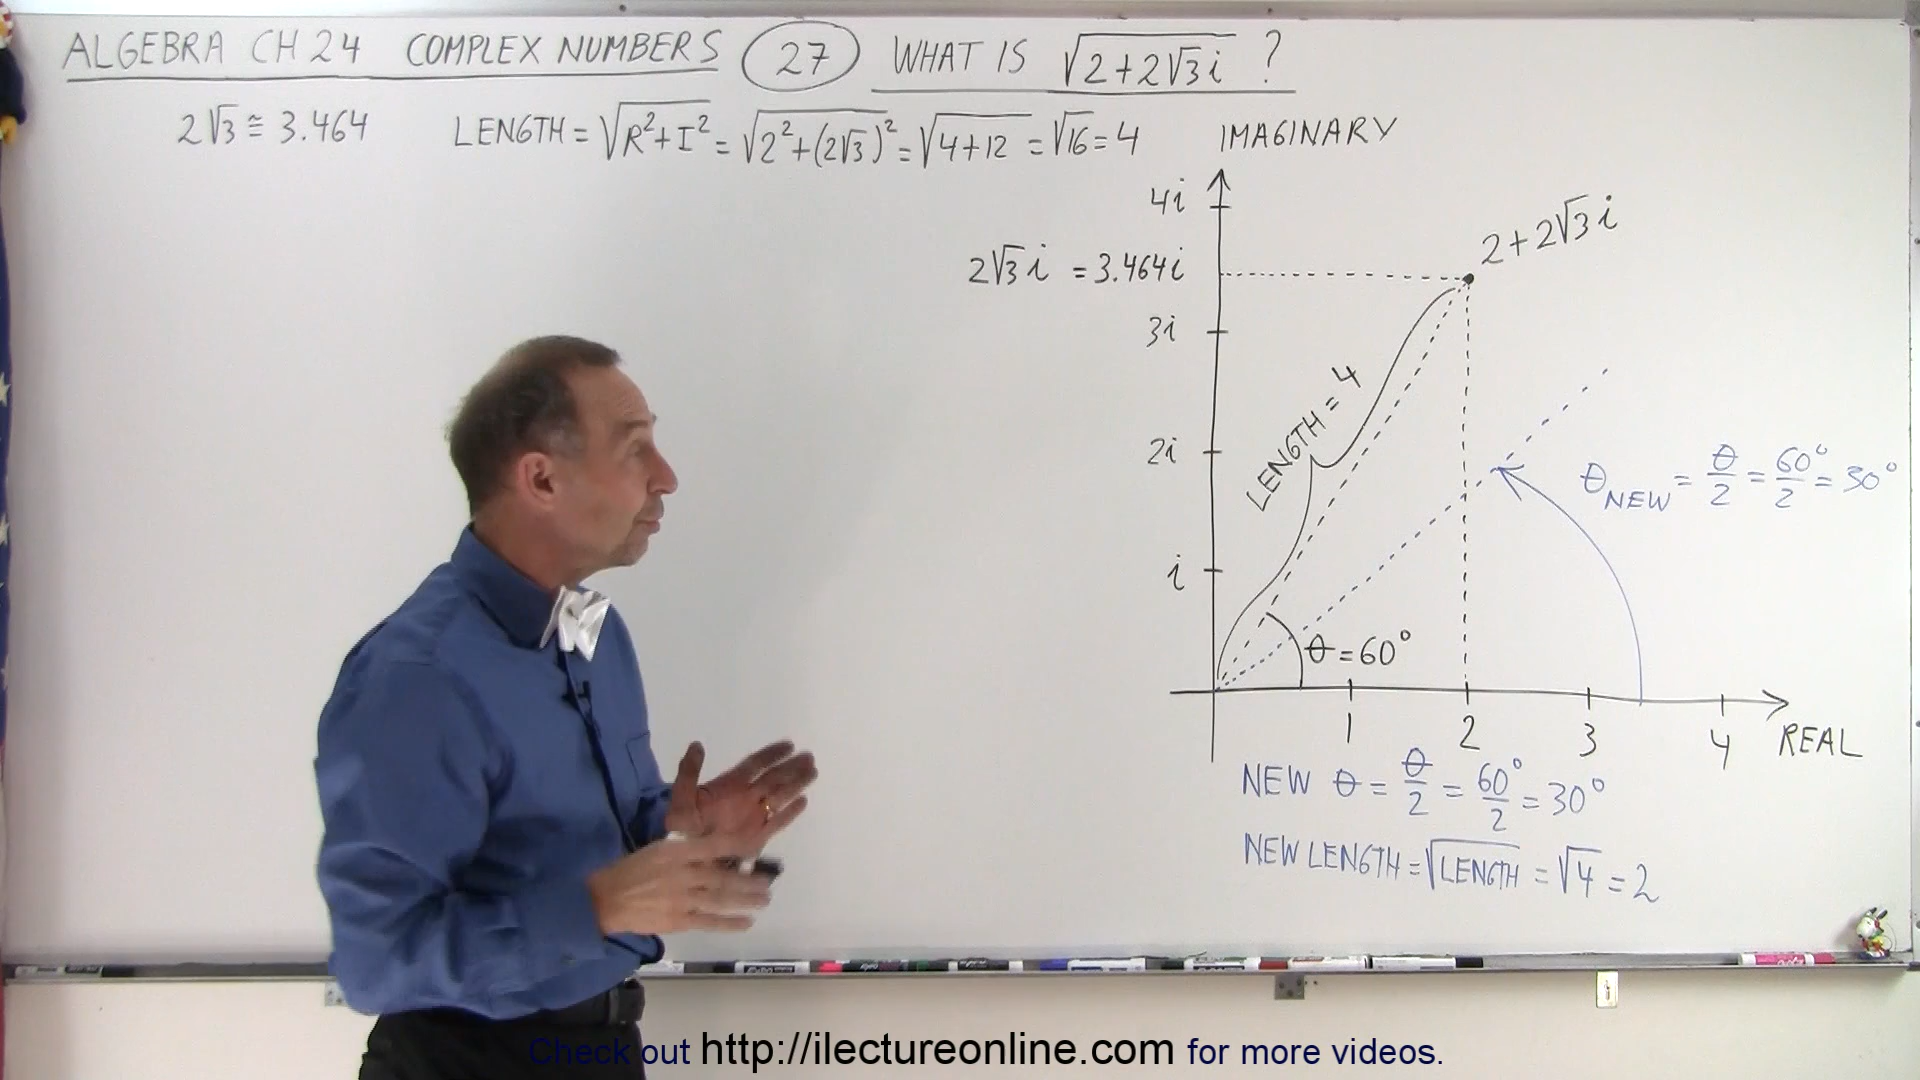 ALGEBRA CH 24 COMPLEX NUMBERS 27 WHAT IS √(2+2√3i) ?
2√3 ≅ 3.464 LENGTH = √(R²+I²) = √(2²+(2√3)²) = √(4+12) = √16 = 4 IMAGINARY
4i
2+2√3i
2√3i = 3.464i
3i
LENGTH = 4
2i
θNEW = θ/2 = 60°/2 = 30°
i
θ = 60°
1 2 3 4 REAL
NEW θ = θ/2 = 60°/2 = 30°
NEW LENGTH = √LENGTH = √4 = 2
Check out http://ilectureonline.com for more videos.